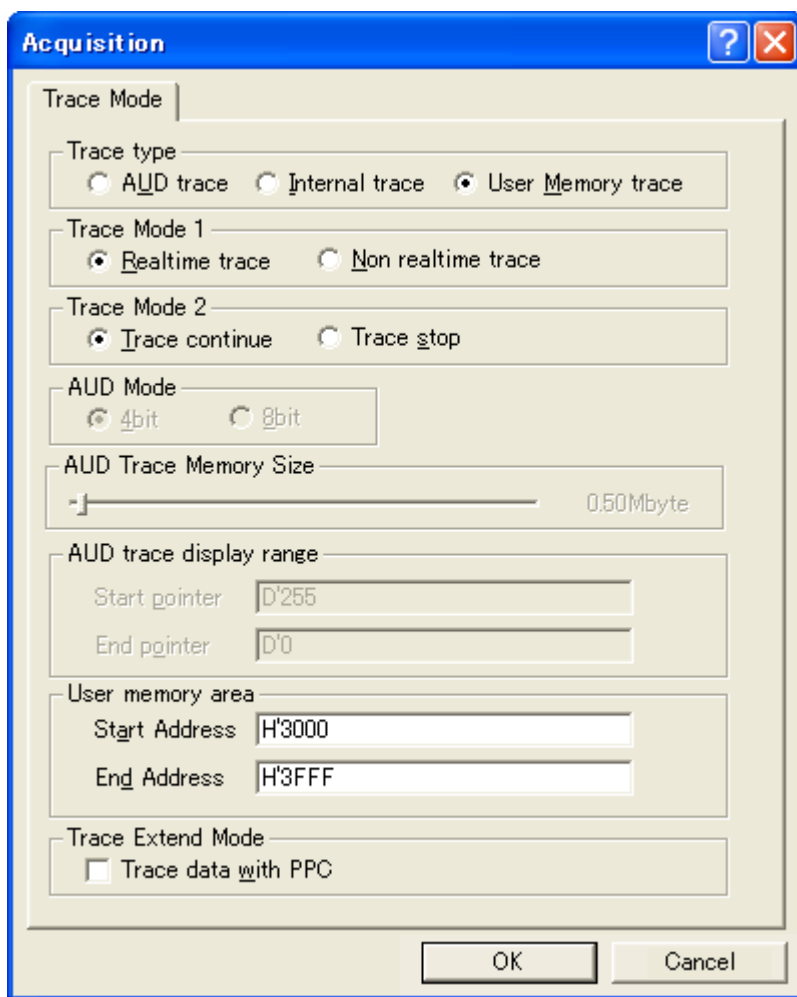 Acquisition
Trace Mode
Trace type
AUD trace Internal trace User Memory trace
Trace Mode 1
Realtime trace Non realtime trace
Trace Mode 2
Trace continue Trace stop
AUD Mode
4bit 8bit
AUD Trace Memory Size
0.50Mbyte
AUD trace display range
Start pointer D'255
End pointer D'0
User memory area
Start Address H'3000
End Address H'3FFF
Trace Extend Mode
Trace data with PPC
OK Cancel